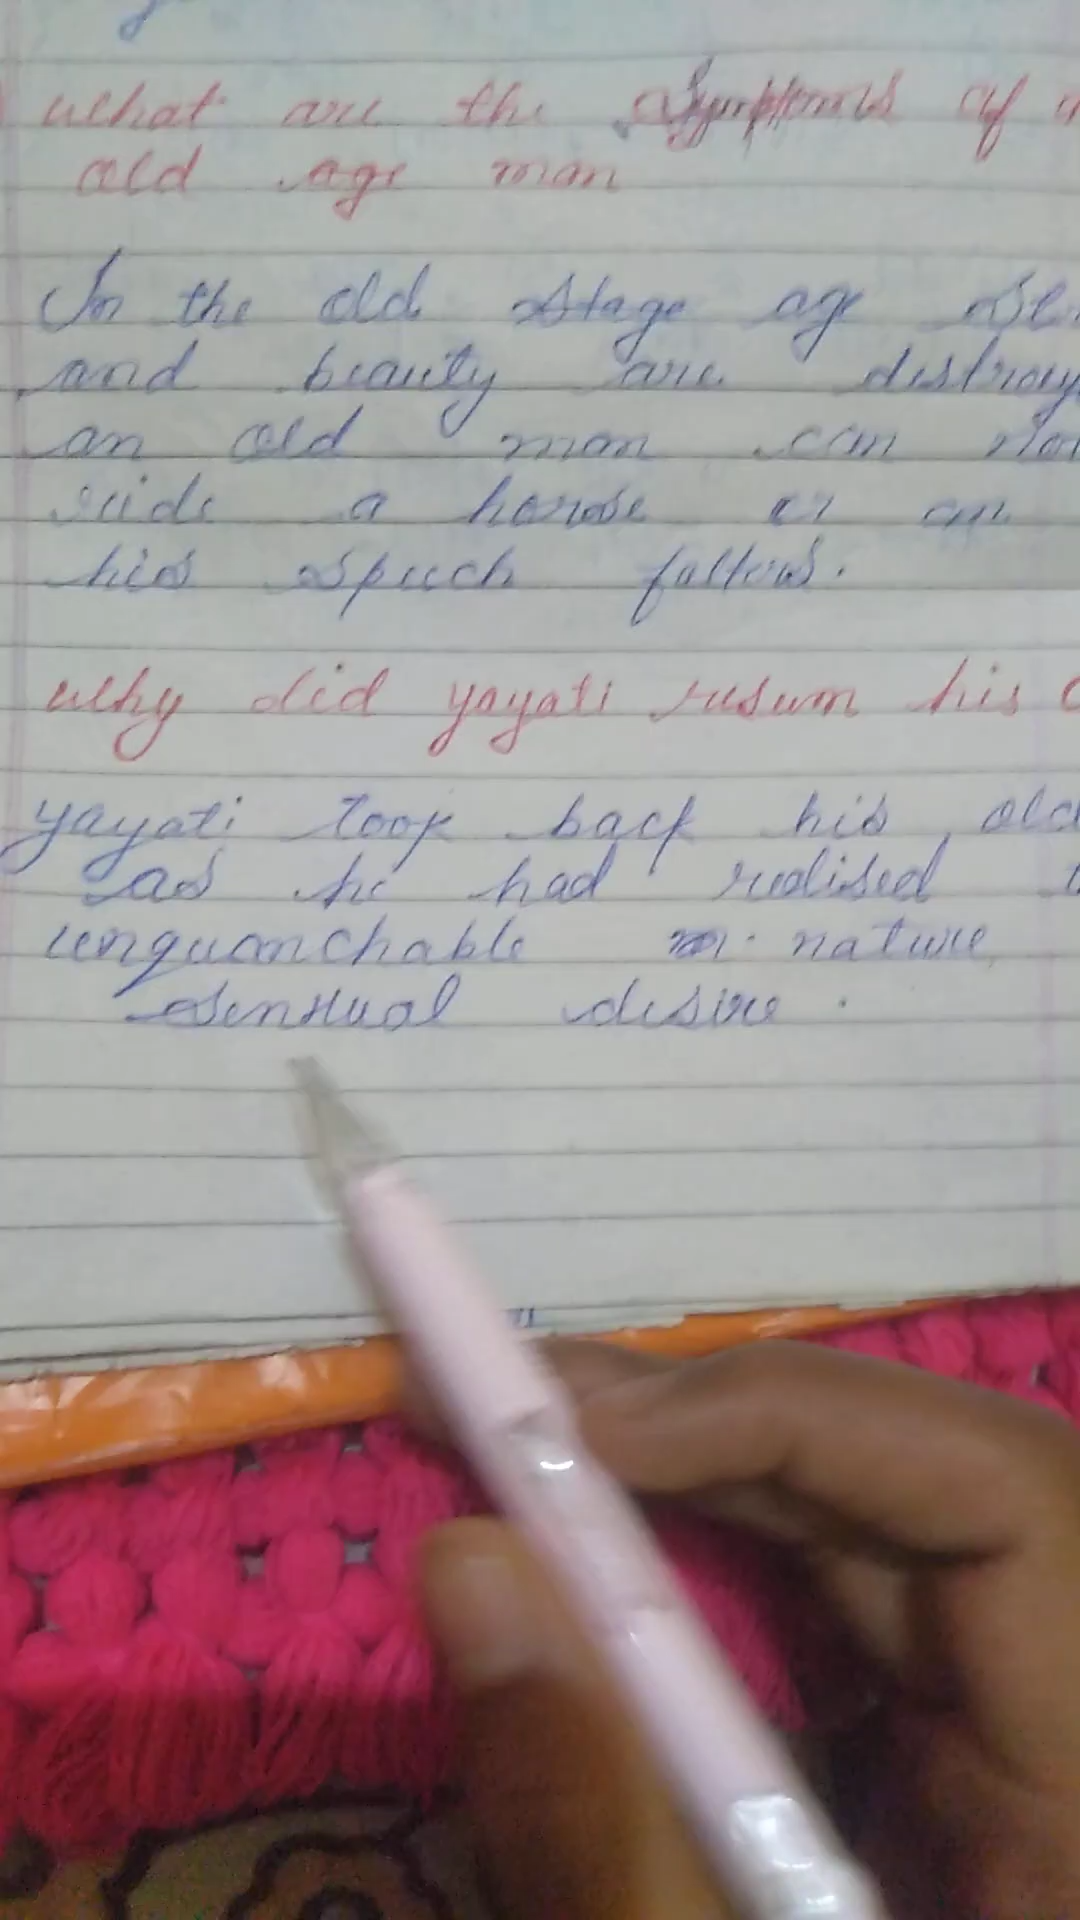 what are the symptoms of
old age man
In the old stage age
and beauty are destroy
an old man can
ride a horse or an
his speech
why did yayati resum his
yayati took back his old
as he had realised
unquanchable nature
sensual desire.